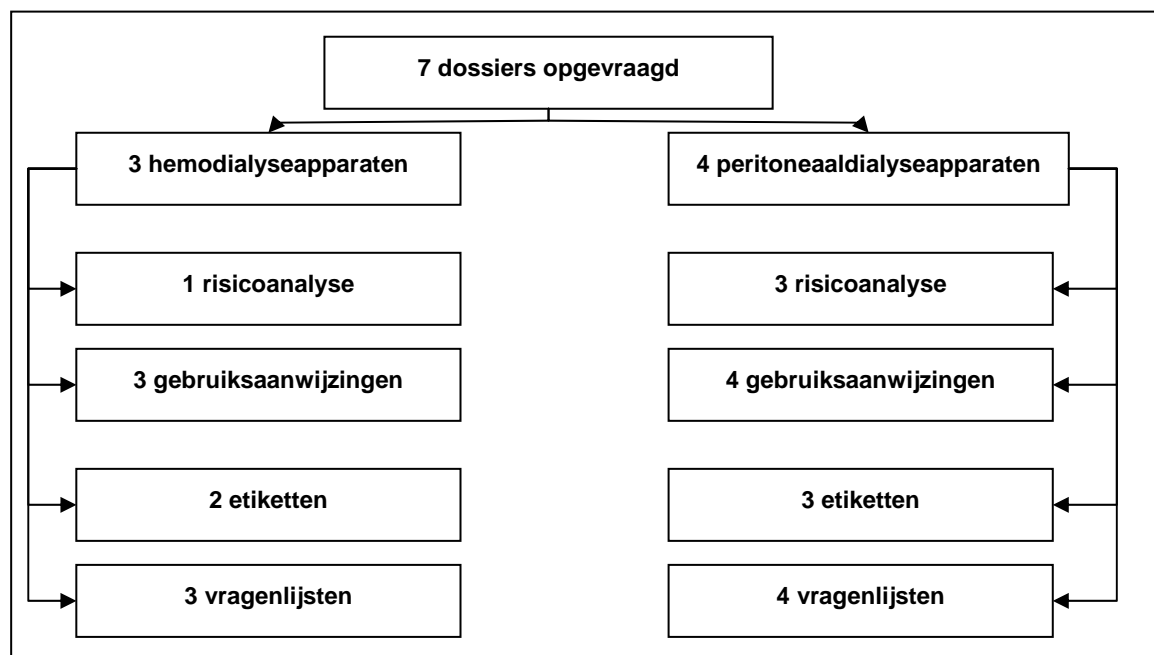 7 dossiers opgevraagd
3 hemodialyseapparaten
4 peritoneaaldialyseapparaten
1 risicoanalyse
3 risicoanalyse
3 gebruiksaanwijzingen
4 gebruiksaanwijzingen
2 etiketten
3 etiketten
3 vragenlijsten
4 vragenlijsten